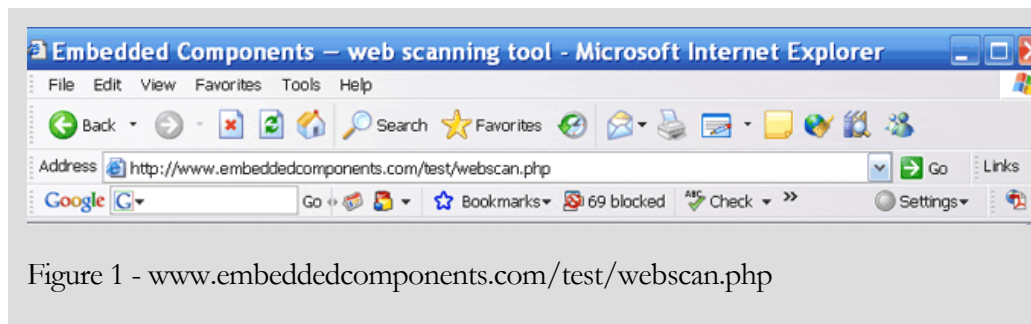 Embedded Components – web scanning tool - Microsoft Internet Explorer
File Edit View Favorites Tools Help
Back Search Favorites
Address http://www.embeddedcomponents.com/test/webscan.php Go Links
Google G Go Bookmarks 69 blocked ABC Check » Settings
Figure 1 - www.embeddedcomponents.com/test/webscan.php